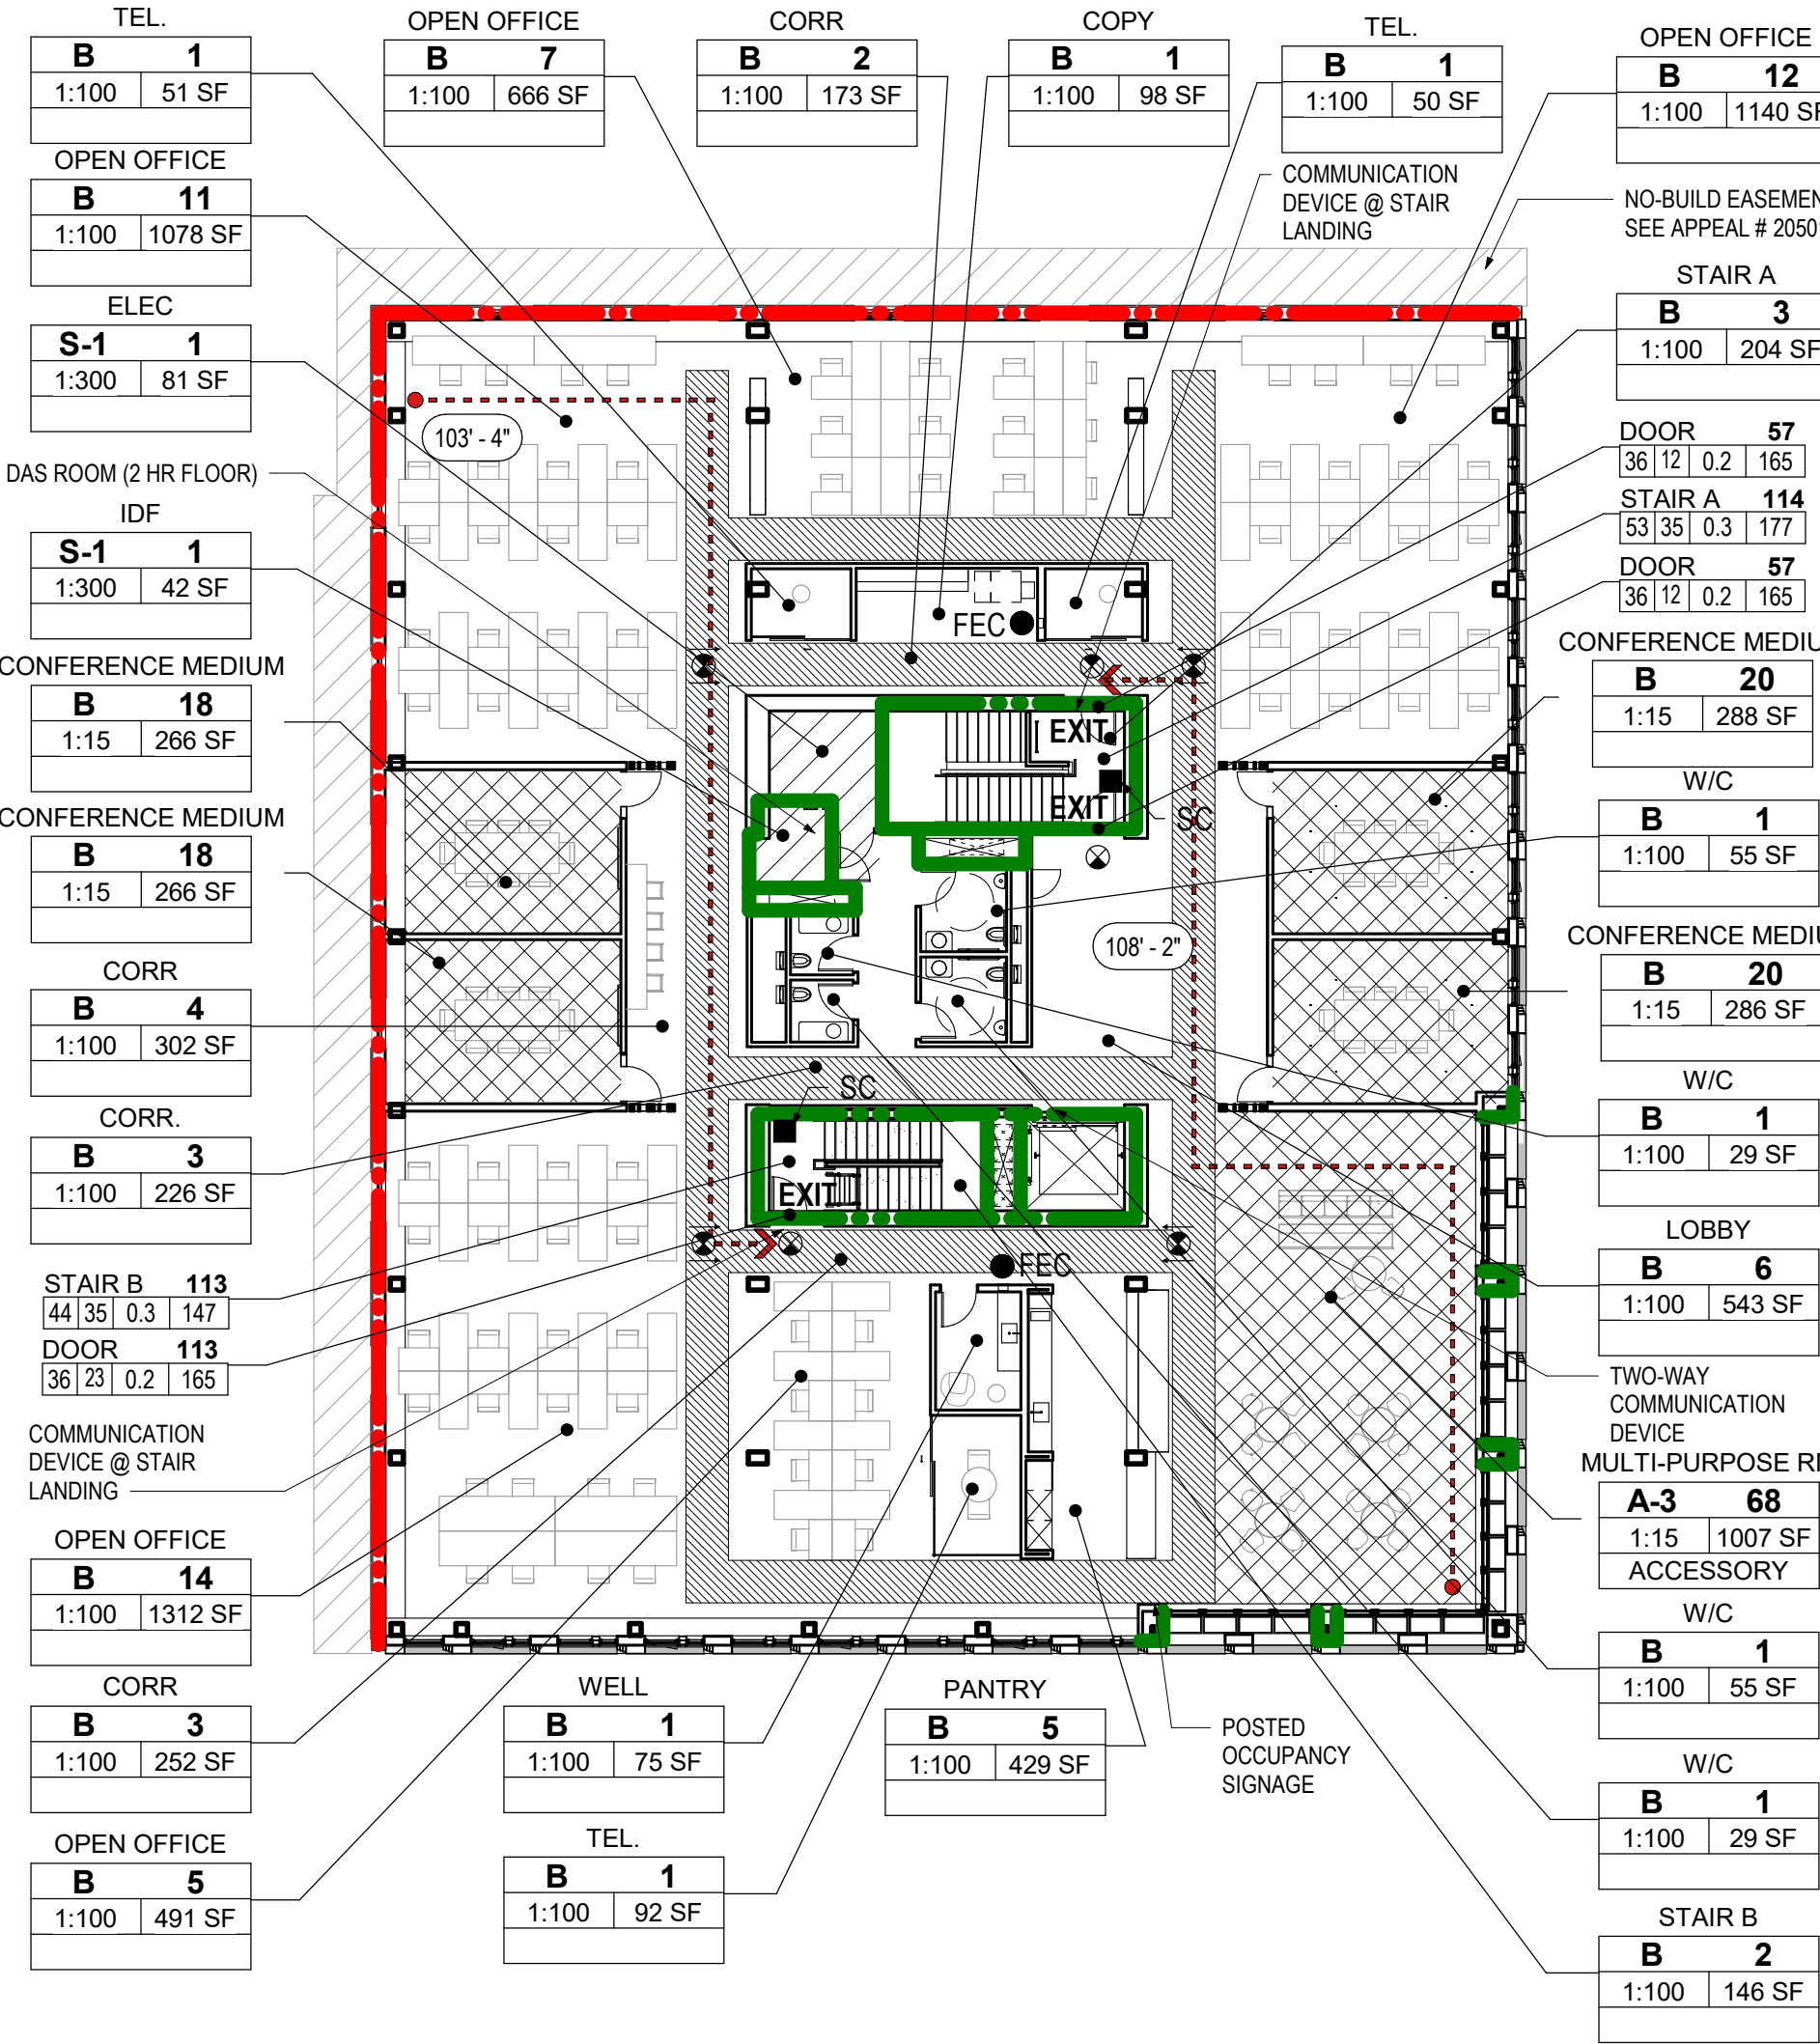 TEL.
B 1
1:100 51 SF
OPEN OFFICE
B 7
1:100 666 SF
CORR
B 2
1:100 173 SF
COPY
B 1
1:100 98 SF
TEL.
B 1
1:100 50 SF
OPEN OFFICE
B 12
1:100 1140 SF
OPEN OFFICE
B 11
1:100 1078 SF
ELEC
S-1 1
1:300 81 SF
DAS ROOM (2 HR FLOOR)
IDF
S-1 1
1:300 42 SF
CONFERENCE MEDIUM
B 18
1:15 266 SF
CONFERENCE MEDIUM
B 18
1:15 266 SF
CORR
B 4
1:100 302 SF
CORR.
B 3
1:100 226 SF
STAIR B 113
44 35 0.3 147
DOOR 113
36 23 0.2 165
COMMUNICATION
DEVICE @ STAIR
LANDING
OPEN OFFICE
B 14
1:100 1312 SF
CORR
B 3
1:100 252 SF
OPEN OFFICE
B 5
1:100 491 SF
WELL
B 1
1:100 75 SF
TEL.
B 1
1:100 92 SF
PANTRY
B 5
1:100 429 SF
POSTED
OCCUPANCY
SIGNAGE
COMMUNICATION
DEVICE @ STAIR
LANDING
103' - 4"
FEC
EXIT
EXIT
SC
108' - 2"
SC
EXIT
FEC
NO-BUILD EASEMEN
SEE APPEAL # 2050
STAIR A
B 3
1:100 204 SF
DOOR 57
36 12 0.2 165
STAIR A 114
53 35 0.3 177
DOOR 57
36 12 0.2 165
CONFERENCE MEDIU
B 20
1:15 288 SF
W/C
B 1
1:100 55 SF
CONFERENCE MEDIU
B 20
1:15 286 SF
W/C
B 1
1:100 29 SF
LOBBY
B 6
1:100 543 SF
TWO-WAY
COMMUNICATION
DEVICE
MULTI-PURPOSE R
A-3 68
1:15 1007 SF
ACCESSORY
W/C
B 1
1:100 55 SF
W/C
B 1
1:100 29 SF
STAIR B
B 2
1:100 146 SF